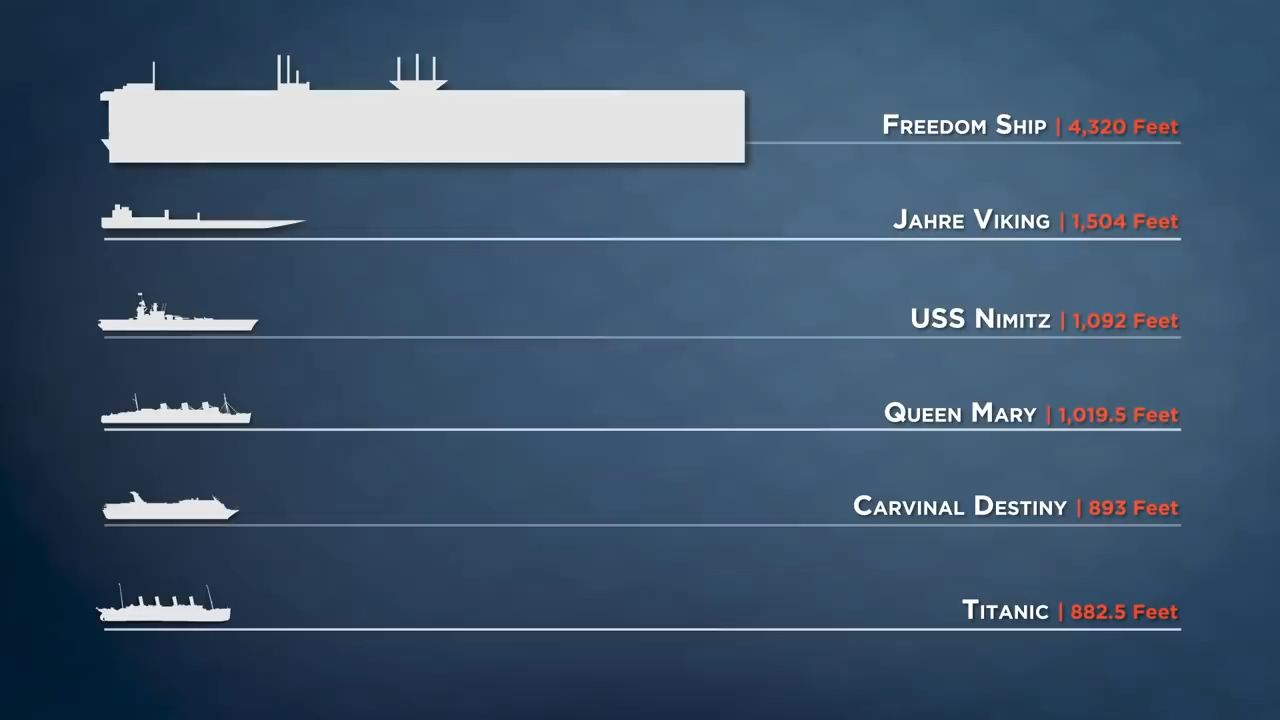 Freedom Ship | 4,320 Feet
Jahre Viking | 1,504 Feet
USS Nimitz | 1,092 Feet
Queen Mary | 1,019.5 Feet
Carvinal Destiny | 893 Feet
Titanic | 882.5 Feet